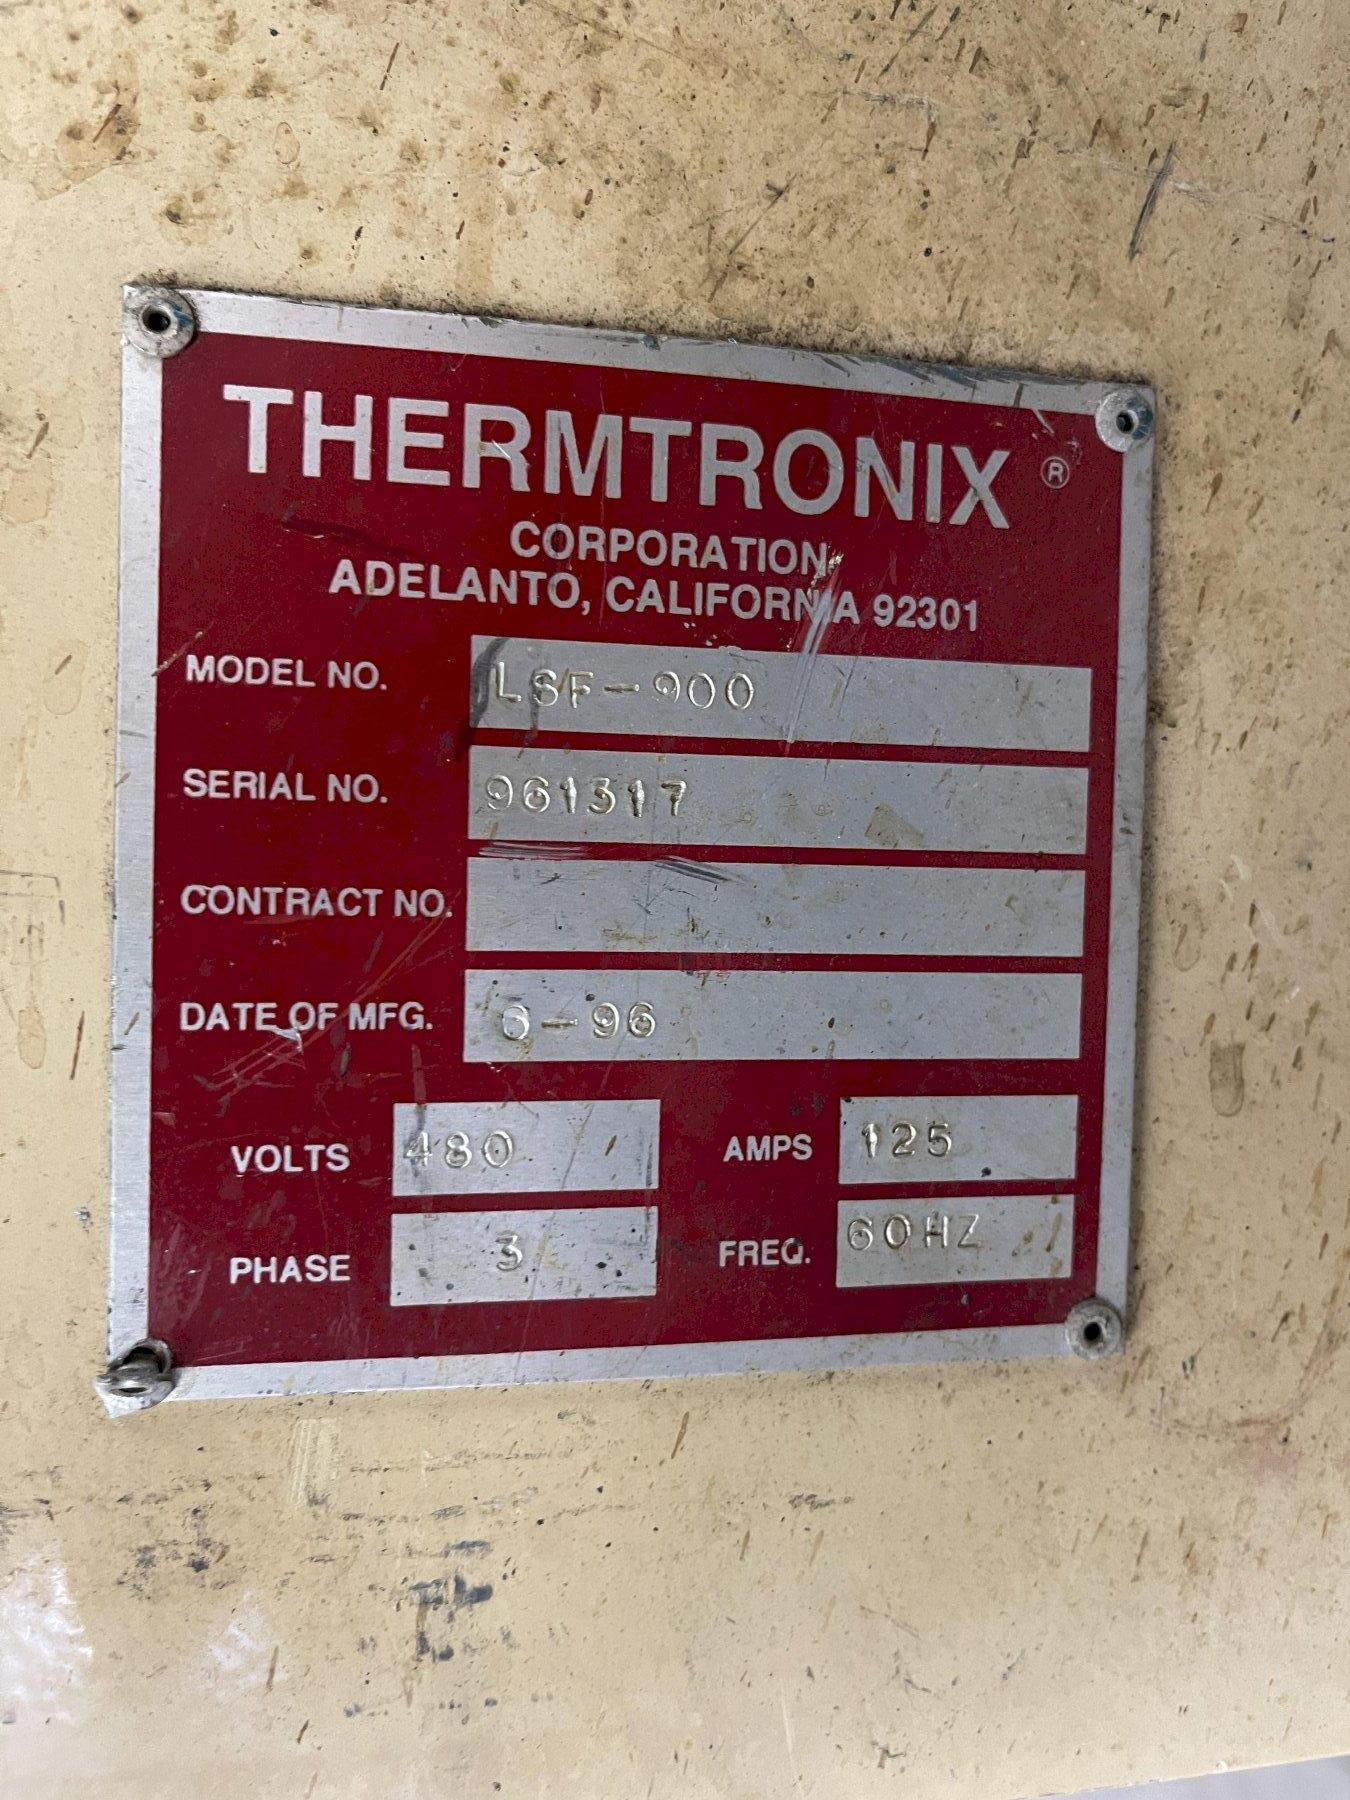 THERMTRONIX ®
CORPORATION
ADELANTO, CALIFORNIA 92301
MODEL NO. LSF-900
SERIAL NO. 961317
CONTRACT NO.
DATE OF MFG. 6-96
VOLTS 480 AMPS 125
PHASE 3 FREQ. 60HZ